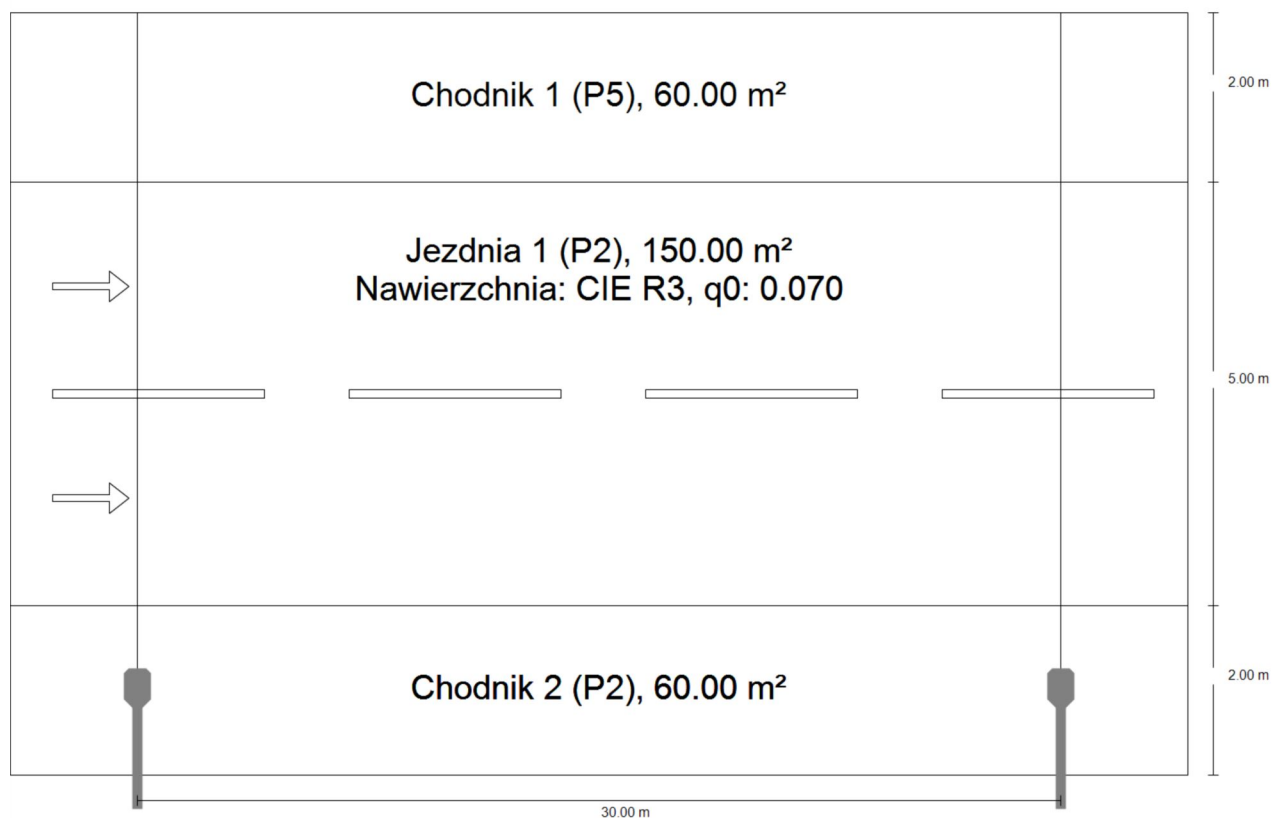 Chodnik 1 (P5), 60.00 m²
2.00 m
Jezdnia 1 (P2), 150.00 m²
Nawierzchnia: CIE R3, q0: 0.070
5.00 m
Chodnik 2 (P2), 60.00 m²
2.00 m
30.00 m